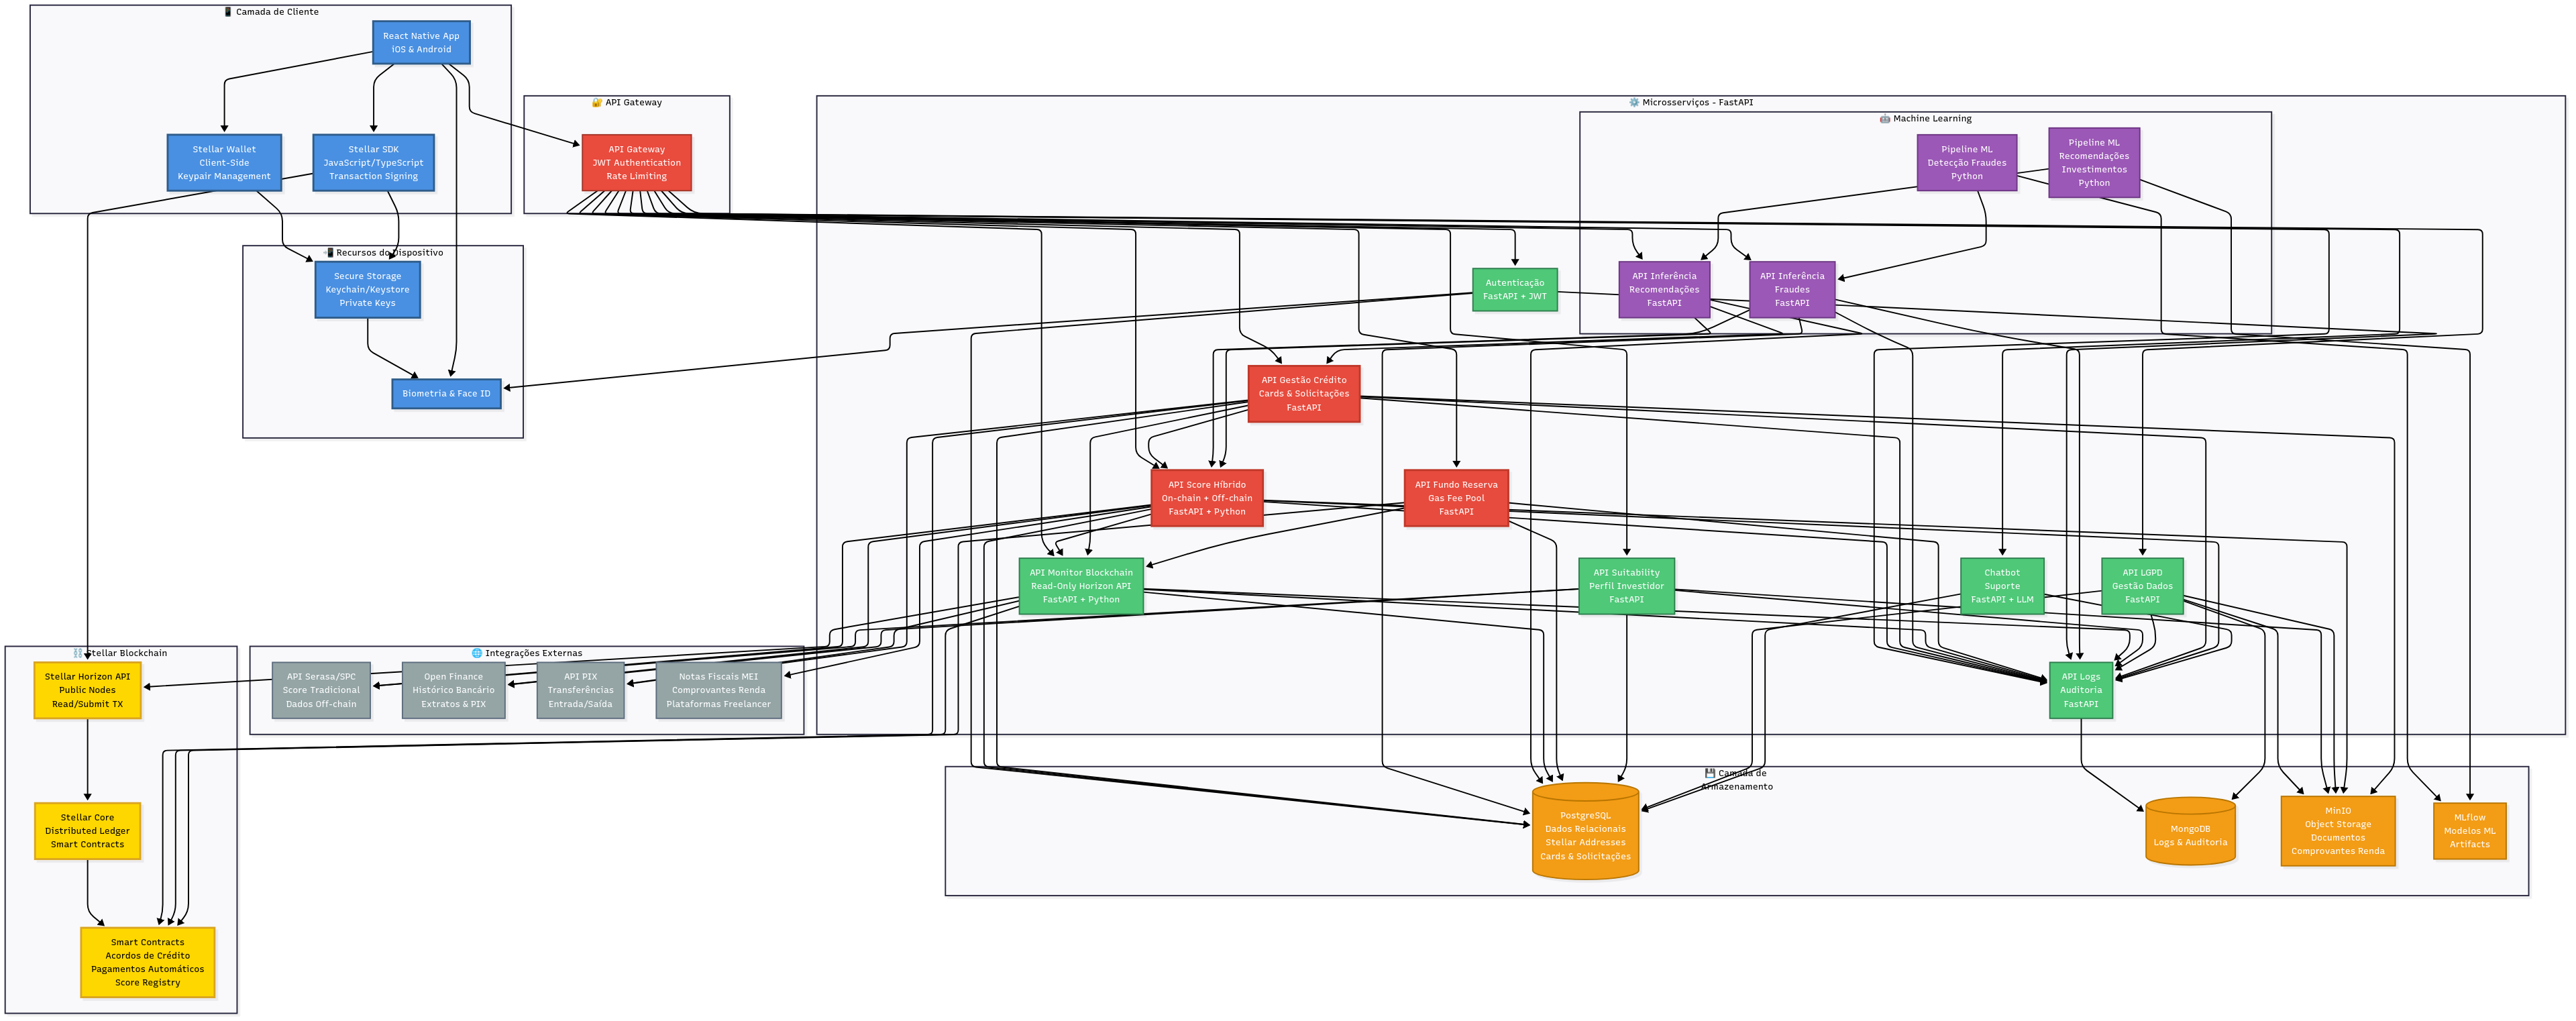 📱 Camada de Cliente
React Native App
iOS & Android
Stellar Wallet
Client-Side
Keypair Management
Stellar SDK
JavaScript/TypeScript
Transaction Signing
🔐 API Gateway
API Gateway
JWT Authentication
Rate Limiting
📲 Recursos do Dispositivo
Secure Storage
Keychain/Keystore
Private Keys
Biometria & Face ID
⚙️ Microsserviços - FastAPI
🤖 Machine Learning
Pipeline ML
Detecção Fraudes
Python
Pipeline ML
Recomendações
Investimentos
Python
Autenticação
FastAPI + JWT
API Inferência
Recomendações
FastAPI
API Inferência
Fraudes
FastAPI
API Gestão Crédito
Cards & Solicitações
FastAPI
API Score Híbrido
On-chain + Off-chain
FastAPI + Python
API Fundo Reserva
Gas Fee Pool
FastAPI
API Monitor Blockchain
Read-Only Horizon API
FastAPI + Python
API Suitability
Perfil Investidor
FastAPI
Chatbot
Suporte
FastAPI + LLM
API LGPD
Gestão Dados
FastAPI
API Logs
Auditoria
FastAPI
⛓️ Stellar Blockchain
Stellar Horizon API
Public Nodes
Read/Submit TX
Stellar Core
Distributed Ledger
Smart Contracts
Smart Contracts
Acordos de Crédito
Pagamentos Automáticos
Score Registry
🌐 Integrações Externas
API Serasa/SPC
Score Tradicional
Dados Off-chain
Open Finance
Histórico Bancário
Extratos & PIX
API PIX
Transferências
Entrada/Saída
Notas Fiscais MEI
Comprovantes Renda
Plataformas Freelancer
💾 Camada de
Armazenamento
PostgreSQL
Dados Relacionais
Stellar Addresses
Cards & Solicitações
MongoDB
Logs & Auditoria
MinIO
Object Storage
Documentos
Comprovantes Renda
MLflow
Modelos ML
Artifacts